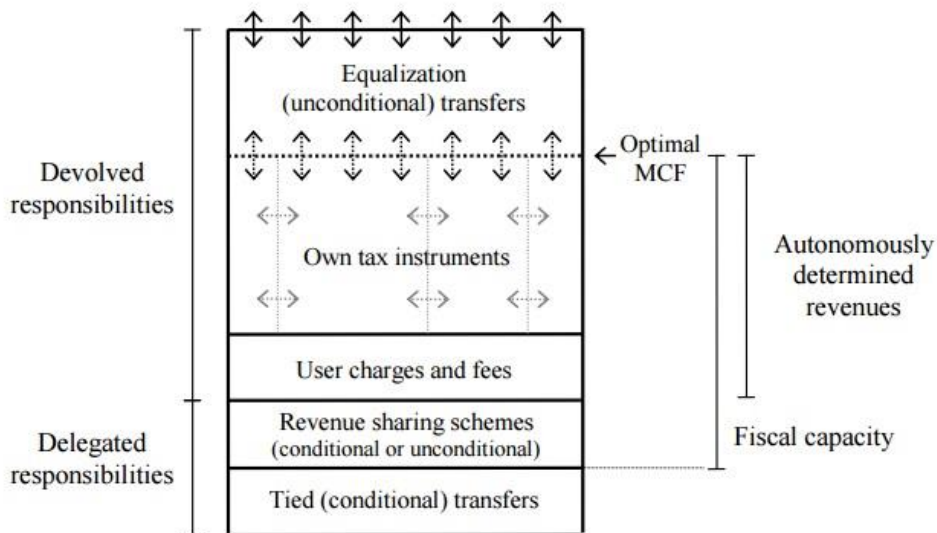 Equalization
(unconditional) transfers
Optimal
MCF
Devolved
responsibilities
Own tax instruments
Autonomously
determined
revenues
User charges and fees
Revenue sharing schemes
(conditional or unconditional)
Fiscal capacity
Delegated
responsibilities
Tied (conditional) transfers